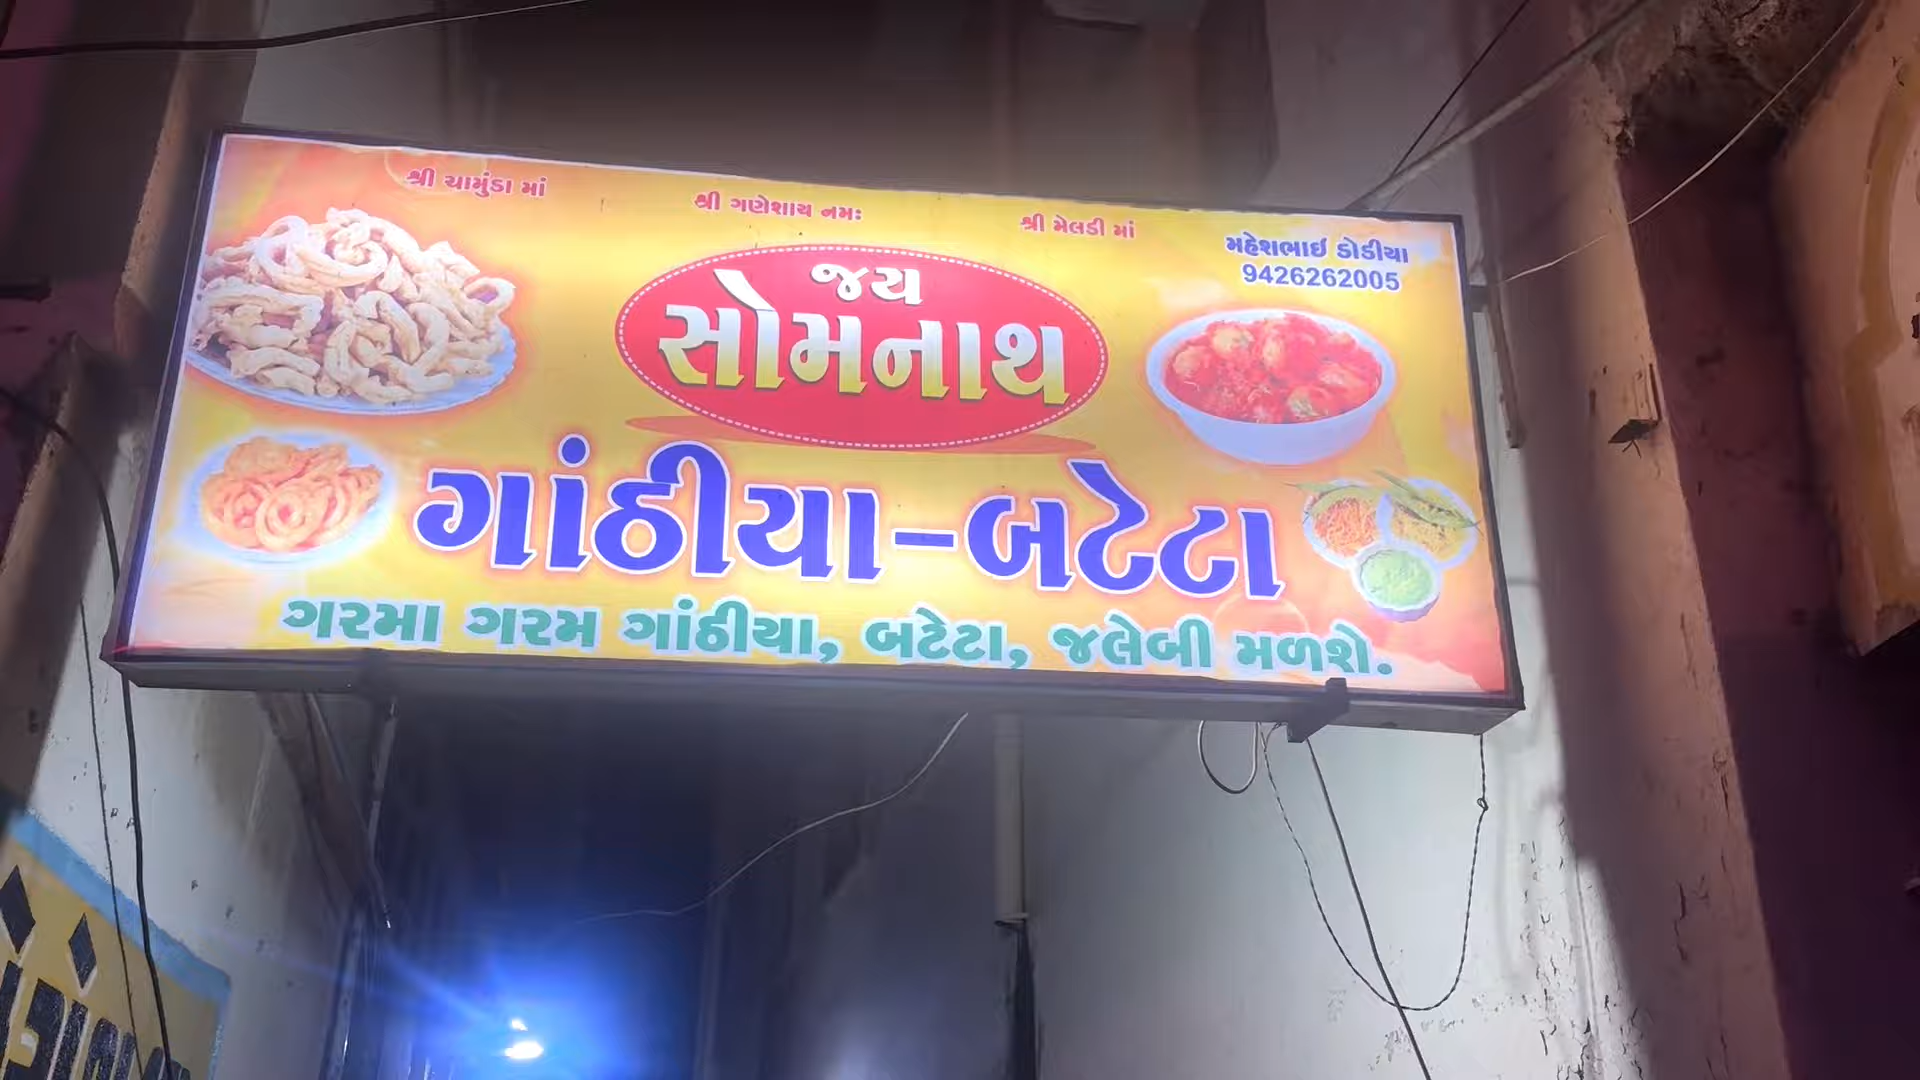 શ્રી ચામુંડા માં
શ્રી ગણેશાય નમઃ
શ્રી મેલડી માં
મહેશભાઇ ડોડીયા
9426262005
જય
સોમનાથ
ગાંઠીયા-બટેટા
ગરમા ગરમ ગાંઠીયા, બટેટા, જલેબી મળશે.